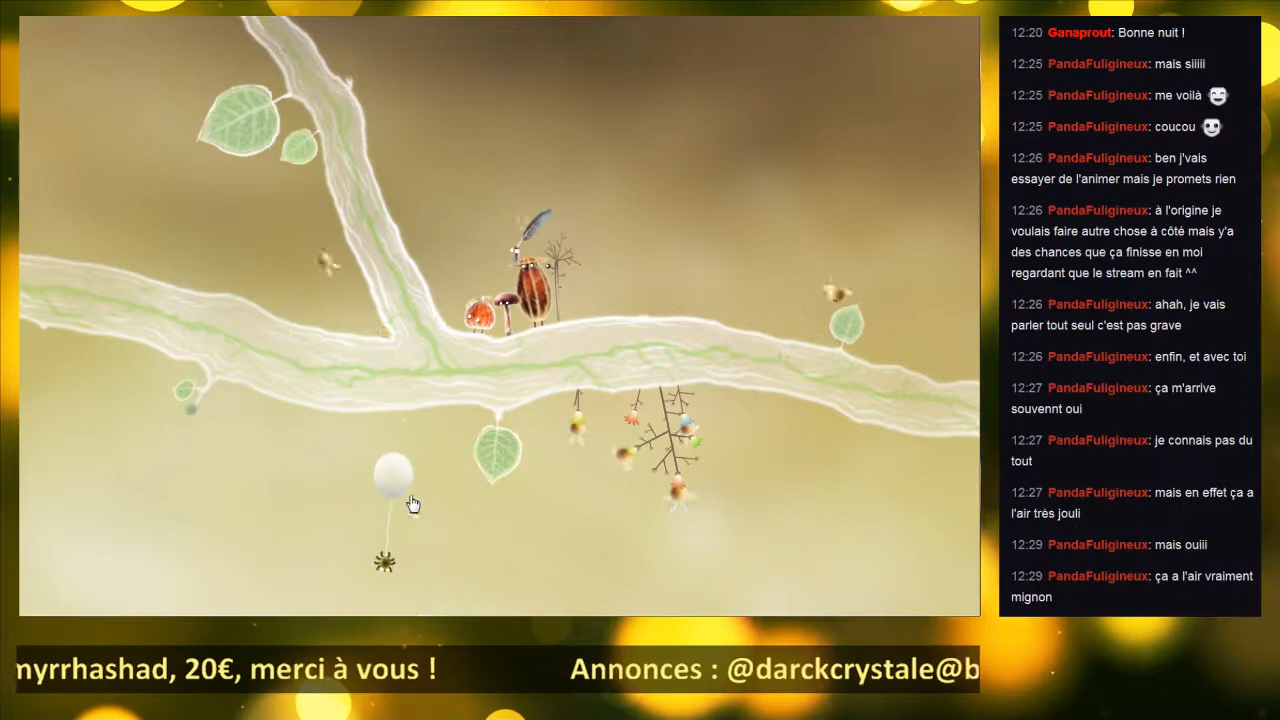 12:20 Ganaprout: Bonne nuit !
12:25 PandaFuligineux: mais siiiii
12:25 PandaFuligineux: me voilà
12:25 PandaFuligineux: coucou
12:26 PandaFuligineux: ben j'vais
essayer de l'animer mais je promets rien
12:26 PandaFuligineux: à l'origine je
voulais faire autre chose à côté mais y'a
des chances que ça finisse en moi
regardant que le stream en fait ^^
12:26 PandaFuligineux: ahah, je vais
parler tout seul c'est pas grave
12:26 PandaFuligineux: enfin, et avec toi
12:27 PandaFuligineux: ça m'arrive
souvennt oui
12:27 PandaFuligineux: je connais pas du
tout
12:27 PandaFuligineux: mais en effet ça a
l'air très jouli
12:29 PandaFuligineux: mais ouiii
12:29 PandaFuligineux: ça a l'air vraiment
mignon
myrrhashad, 20€, merci à vous ! Annonces : @darckcrystale@b